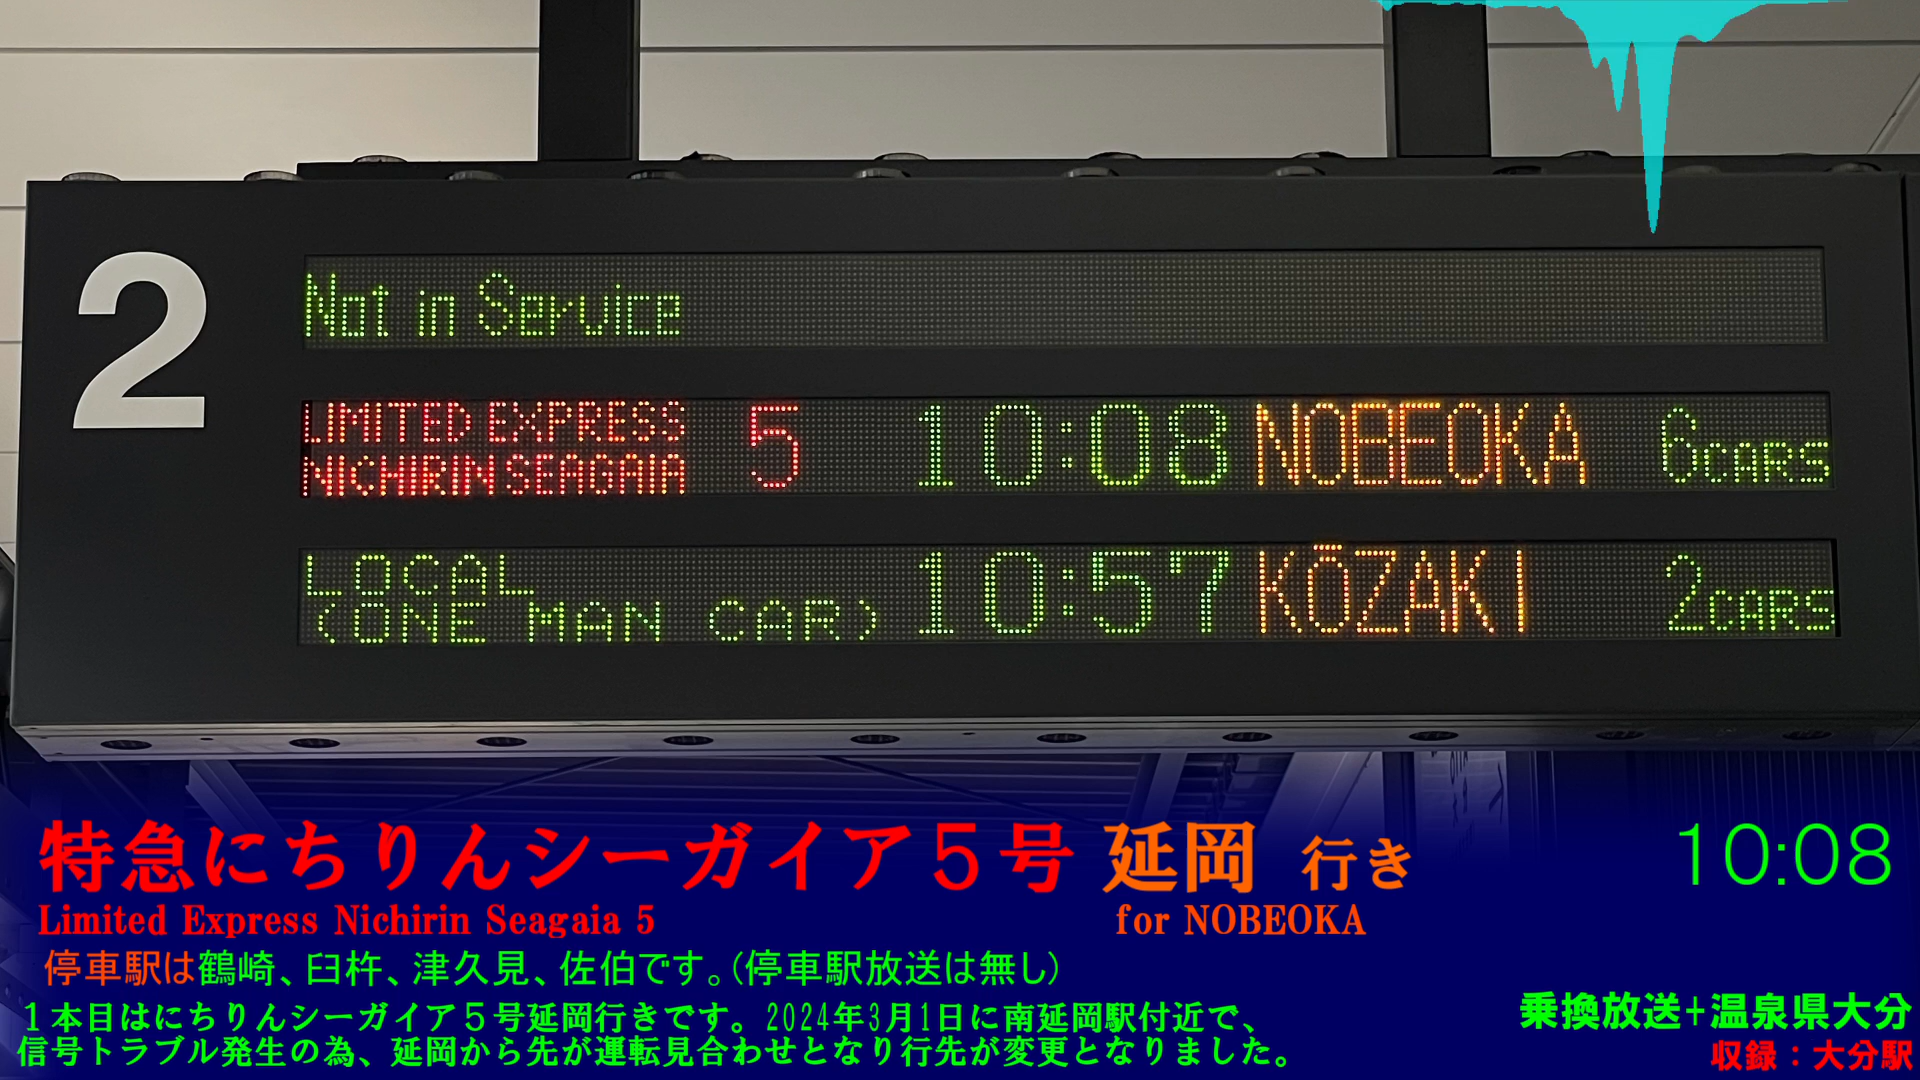 2
Not in Service
LIMITED EXPRESS
NICHIRIN SEAGAIA 5 10:08 NOBEOKA 6CARS
LOCAL
(ONE MAN CAR) 10:57 KŌZAKI 2CARS
特急にちりんシーガイア５号 延岡 行き 10:08
Limited Express Nichirin Seagaia 5 for NOBEOKA
停車駅は鶴崎、臼杵、津久見、佐伯です。(停車駅放送は無し)
１本目はにちりんシーガイア５号延岡行きです。2024年3月1日に南延岡駅付近で、
信号トラブル発生の為、延岡から先が運転見合わせとなり行先が変更となりました。
乗換放送+温泉県大分
収録：大分駅